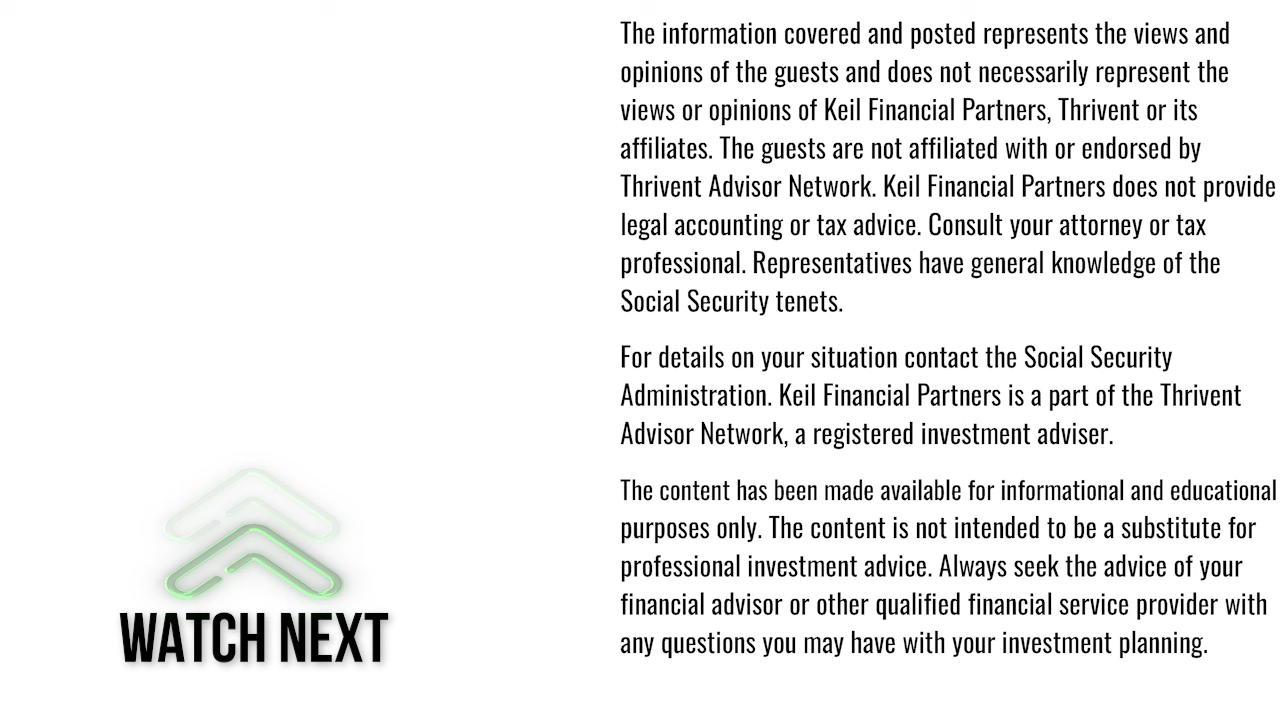 The information covered and posted represents the views and
opinions of the guests and does not necessarily represent the
views or opinions of Keil Financial Partners, Thrivent or its
affiliates. The guests are not affiliated with or endorsed by
Thrivent Advisor Network. Keil Financial Partners does not provide
legal accounting or tax advice. Consult your attorney or tax
professional. Representatives have general knowledge of the
Social Security tenets.
For details on your situation contact the Social Security
Administration. Keil Financial Partners is a part of the Thrivent
Advisor Network, a registered investment adviser.
The content has been made available for informational and educational
purposes only. The content is not intended to be a substitute for
professional investment advice. Always seek the advice of your
financial advisor or other qualified financial service provider with
any questions you may have with your investment planning.
WATCH NEXT